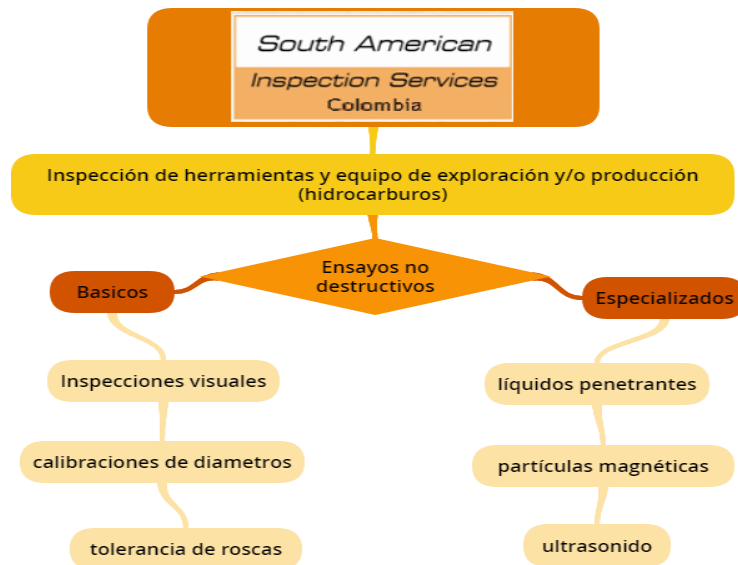 South American
Inspection Services
Colombia
Inspección de herramientas y equipo de exploración y/o producción
(hidrocarburos)
Ensayos no
destructivos
Basicos
Especializados
Inspecciones visuales
líquidos penetrantes
calibraciones de diametros
partículas magnéticas
tolerancia de roscas
ultrasonido